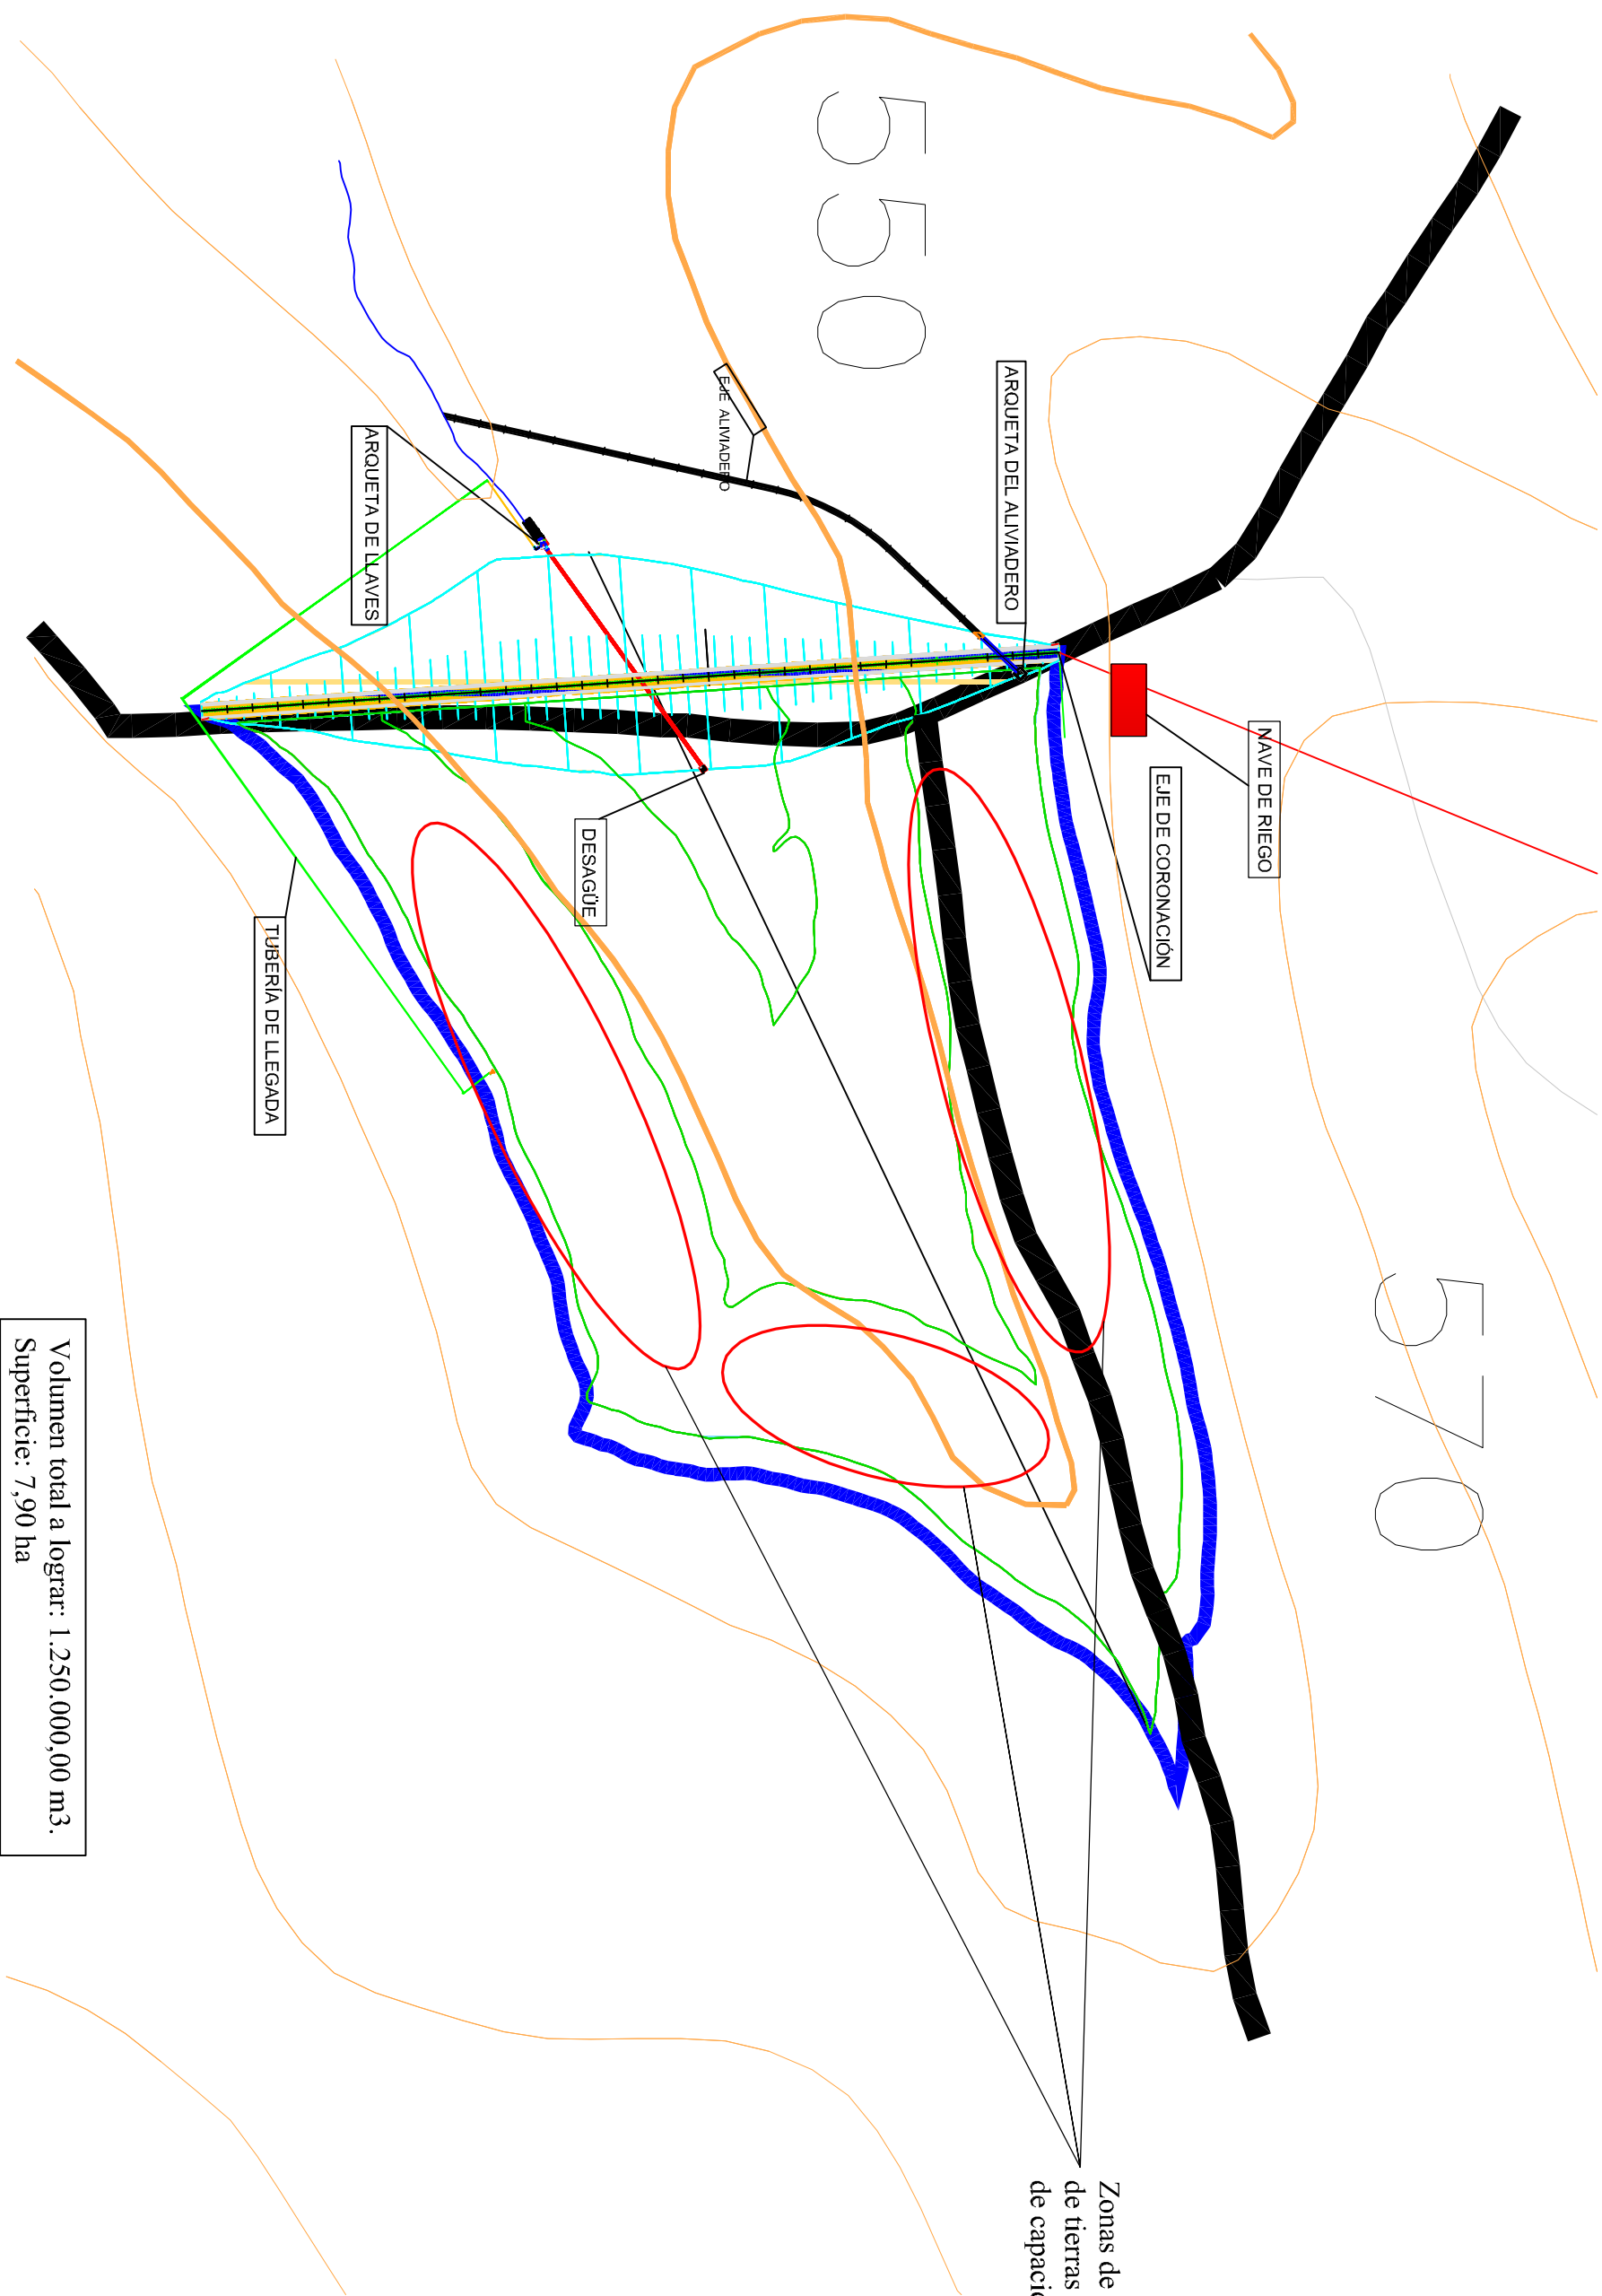 550
570
NAVE DE RIEGO
EJE DE CORONACIÓN
ARQUETA DEL ALIVIADERO
EJE ALIVIADERO
DESAGÜE
ARQUETA DE LLAVES
TUBERÍA DE LLEGADA
Zonas de
de tierras
de
Volumen total a lograr: 1.250.000,00 m3.
Superficie: 7,90 ha